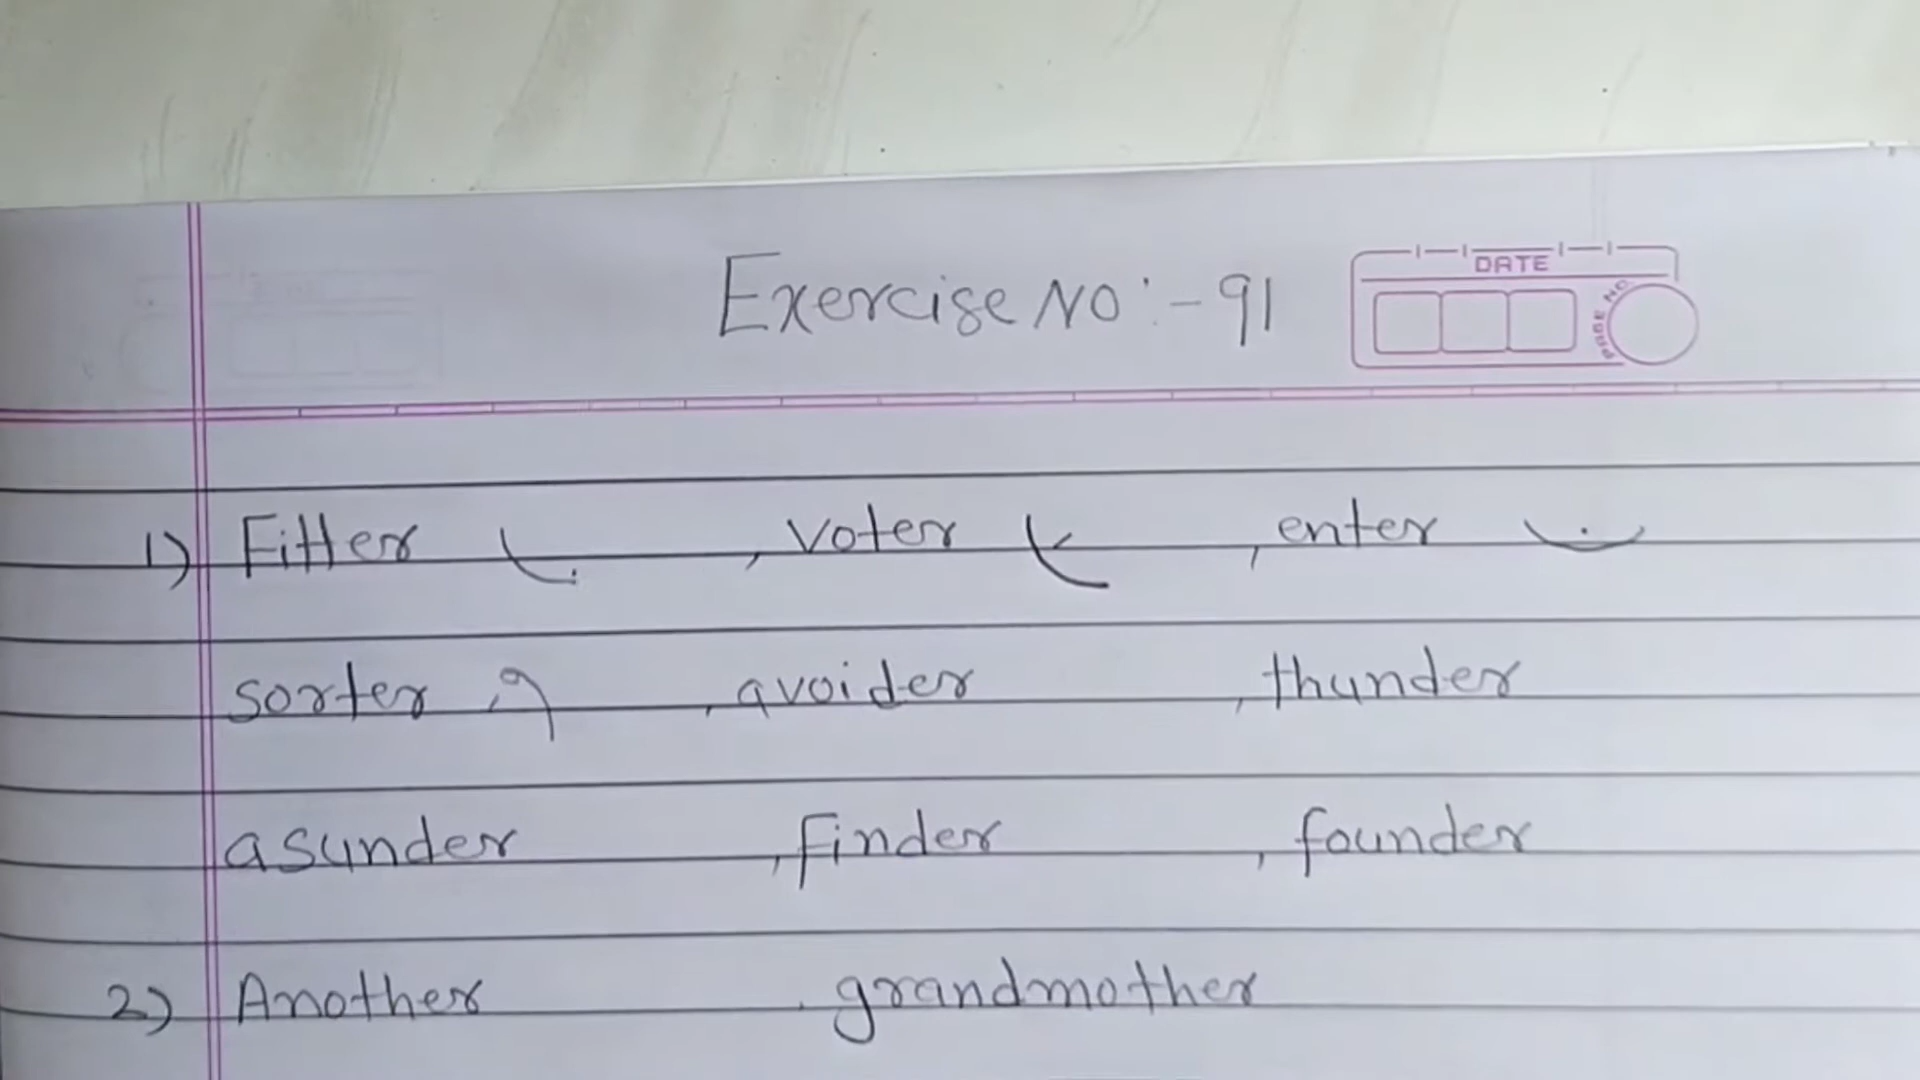 Exercise NO:- 91
DATE
PAGE NO
1) Fitter , voter , enter
sorter , avoider , thunder
asunder , finder , founder
2) Another . grandmother